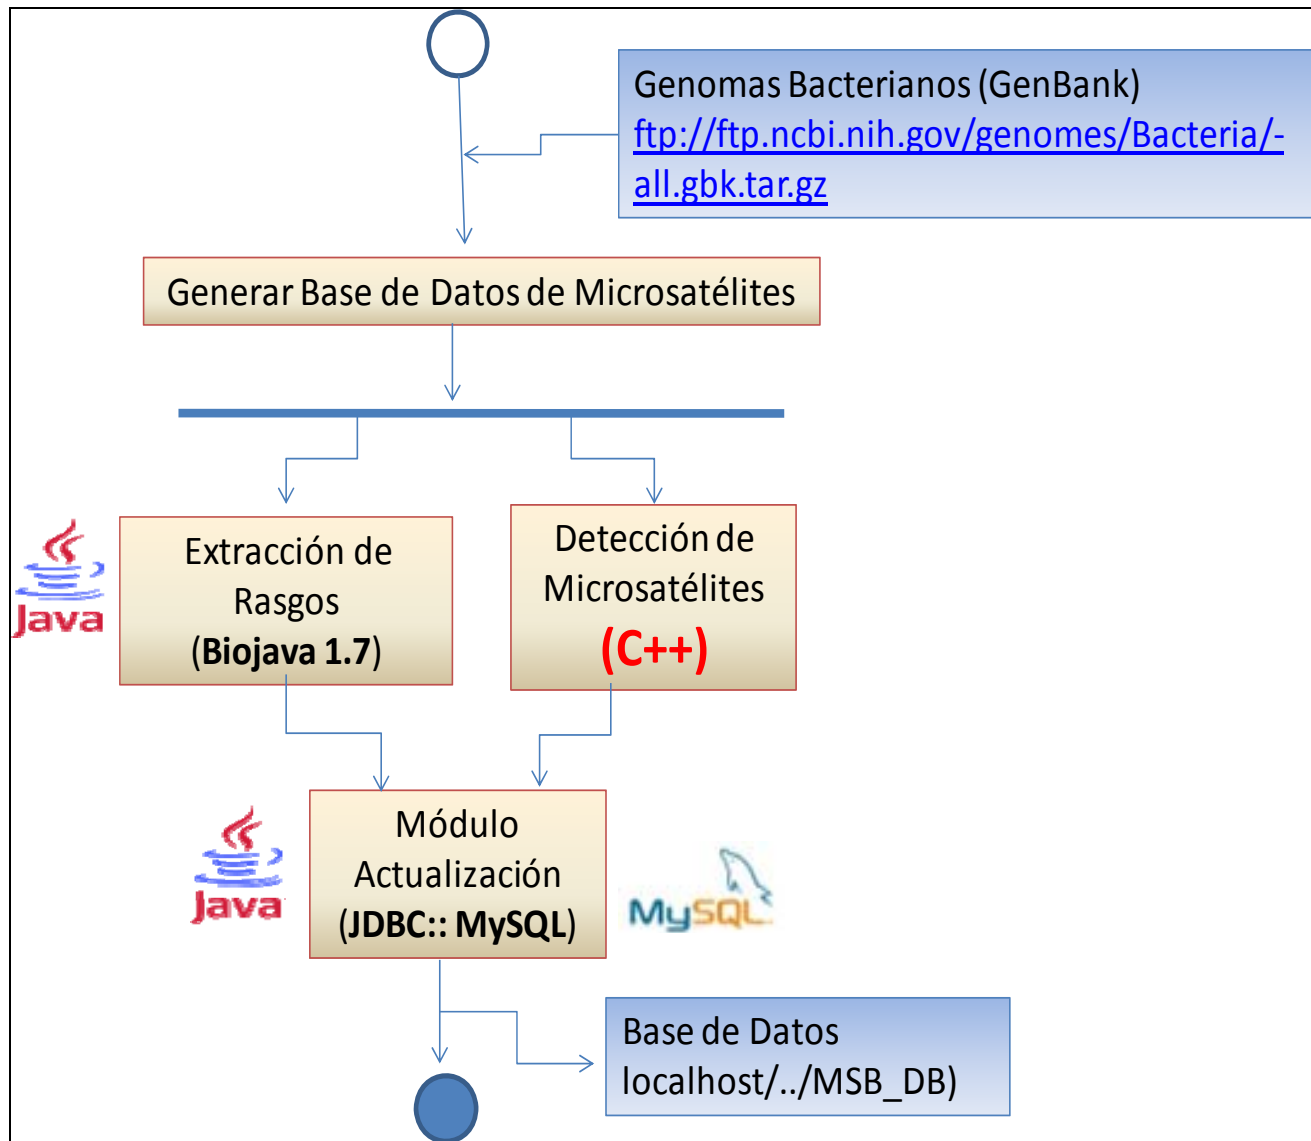 Genomas Bacterianos (GenBank)
ftp://ftp.ncbi.nih.gov/genomes/Bacteria/-
all.gbk.tar.gz
Generar Base de Datos de Microsatélites
Extracción de
Rasgos
(Biojava 1.7)
Java
Detección de
Microsatélites
(C++)
Módulo
Actualización
(JDBC:: MySQL)
Java
MySQL
Base de Datos
localhost/../MSB_DB)